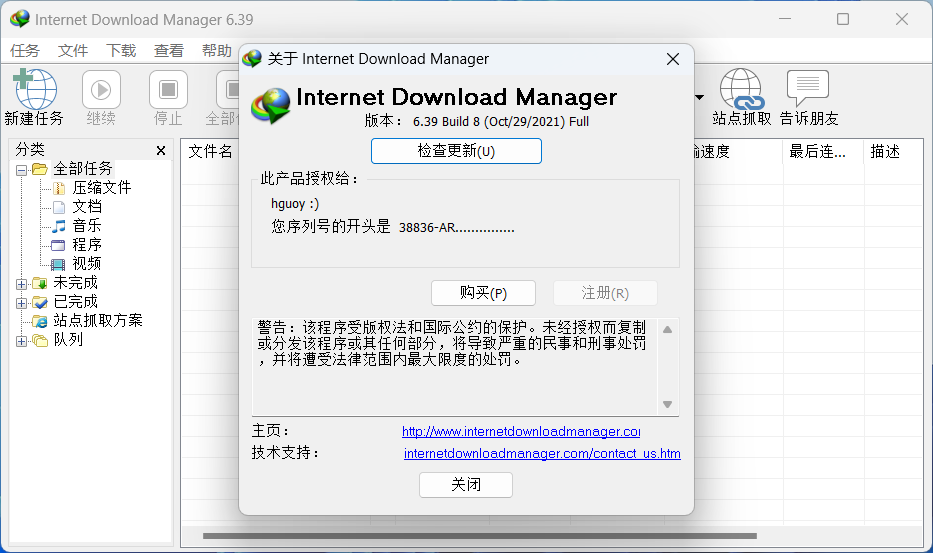 Internet Download Manager 6.39
任务 文件 下载 查看 帮助
关于 Internet Download Manager
新建任务 继续 停止 全部 站点抓取 告诉朋友
Internet Download Manager
版本： 6.39 Build 8 (Oct/29/2021) Full
检查更新(U)
分类
文件名 速度 最后连... 描述
全部任务
压缩文件
文档
音乐
程序
视频
未完成
已完成
站点抓取方案
队列
此产品授权给：
hguoy :)
您序列号的开头是 38836-AR...............
购买(P) 注册(R)
警告：该程序受版权法和国际公约的保护。未经授权而复制
或分发该程序或其任何部分，将导致严重的民事和刑事处罚
，并将遭受法律范围内最大限度的处罚。
主页： http://www.internetdownloadmanager.co
技术支持： internetdownloadmanager.com/contact_us.htm
关闭